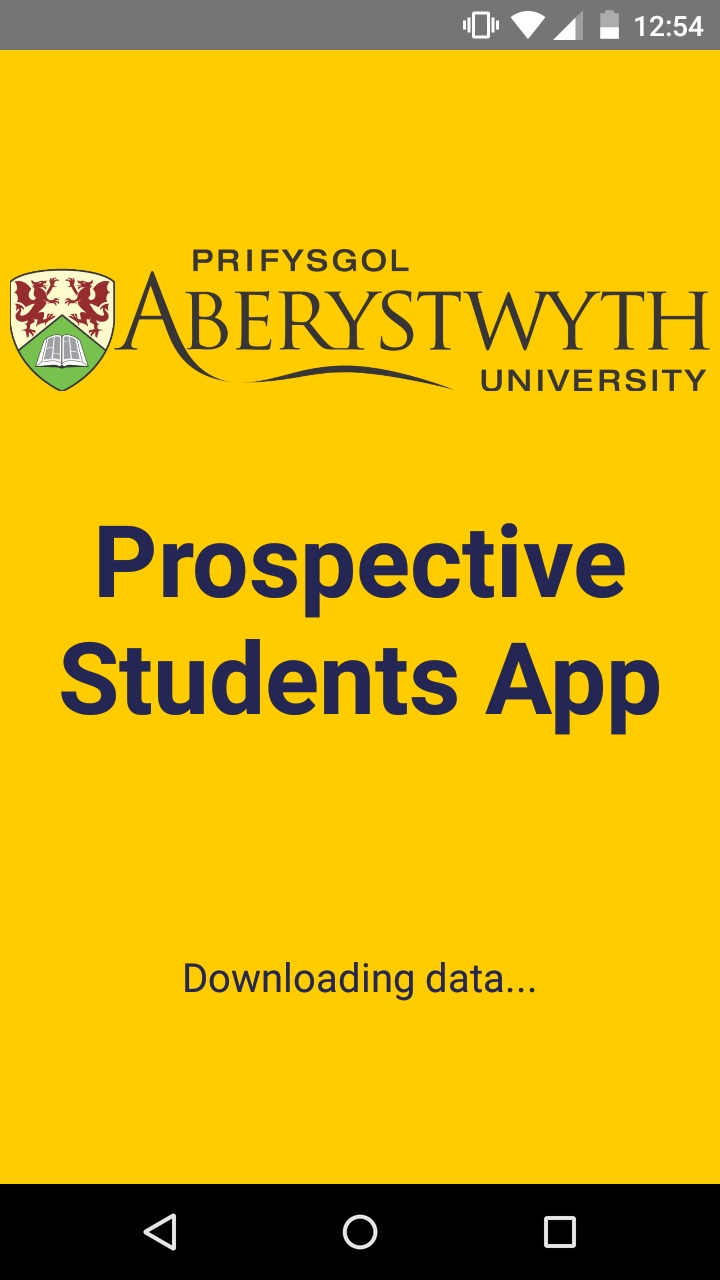 12:54
PRIFYSGOL
ABERYSTWYTH
UNIVERSITY
Prospective
Students App
Downloading data...